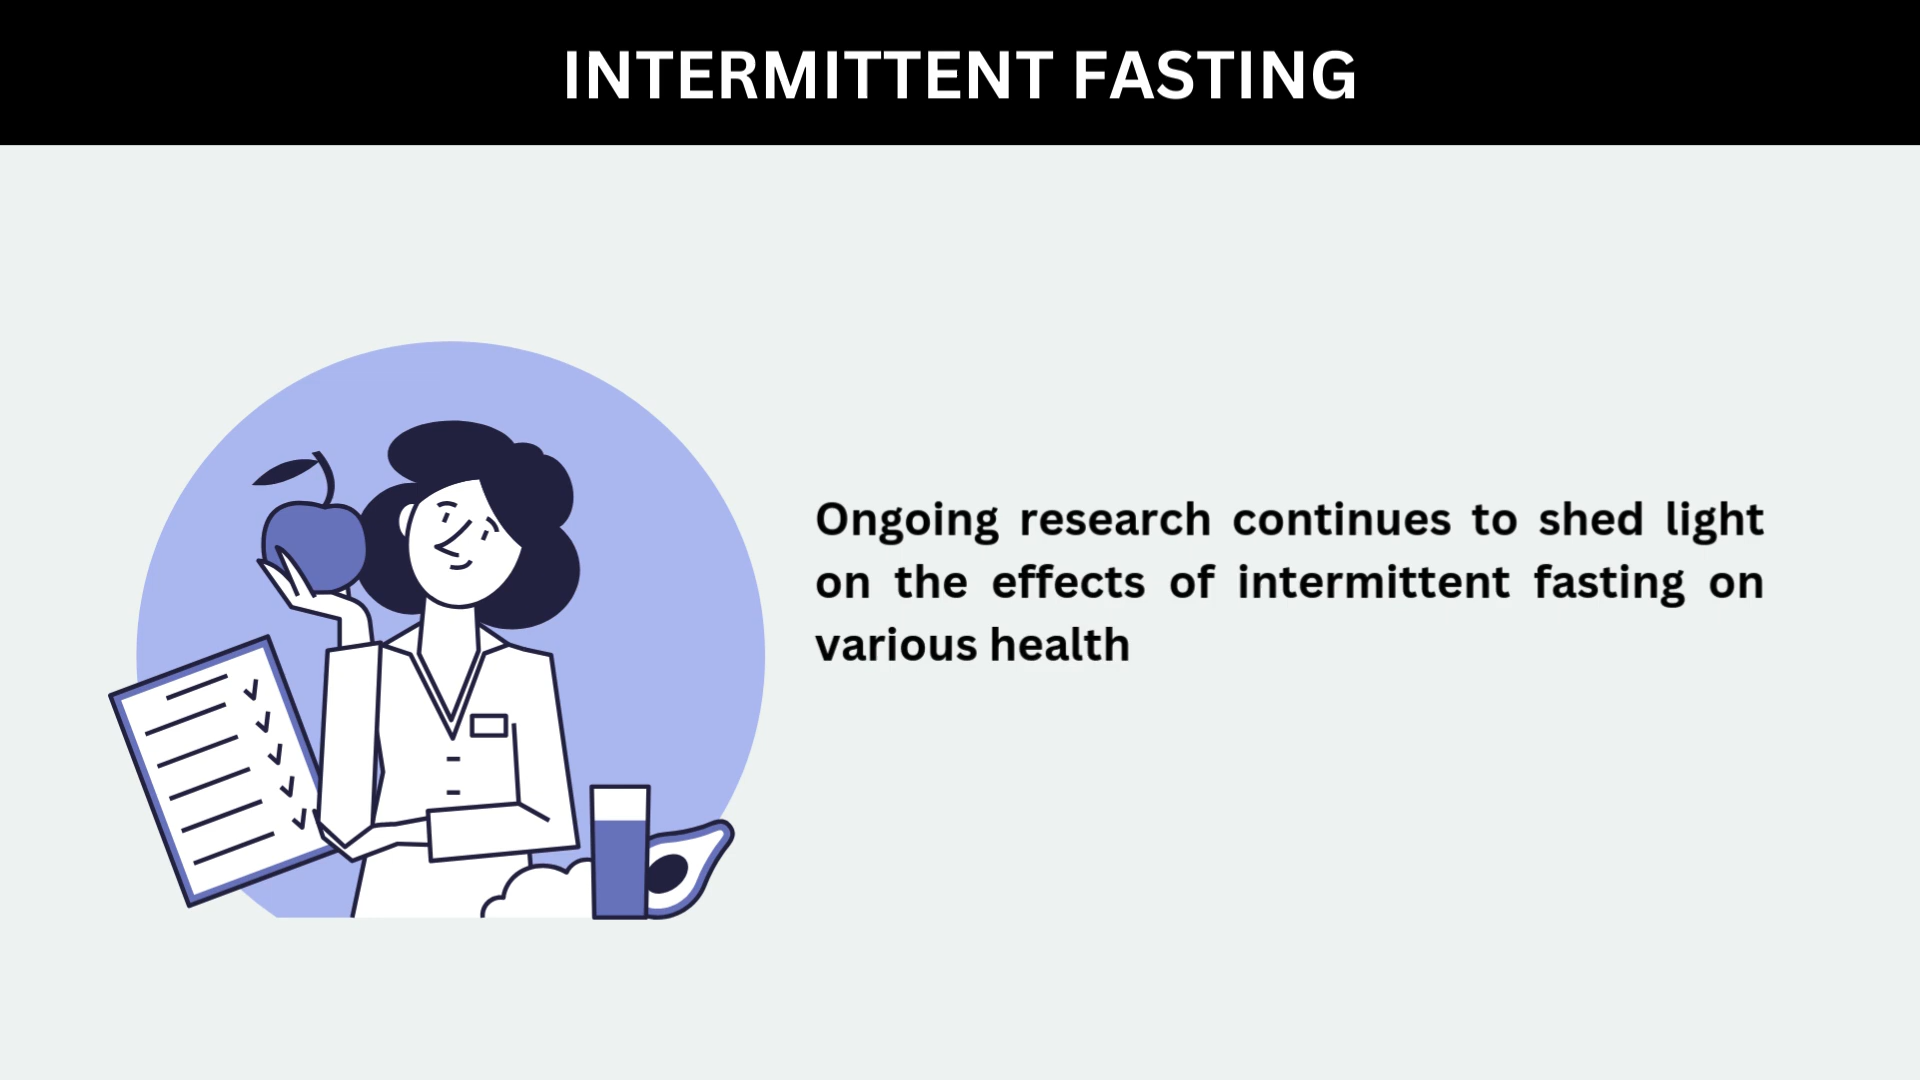 INTERMITTENT FASTING
Ongoing research continues to shed light
on the effects of intermittent fasting on
various health